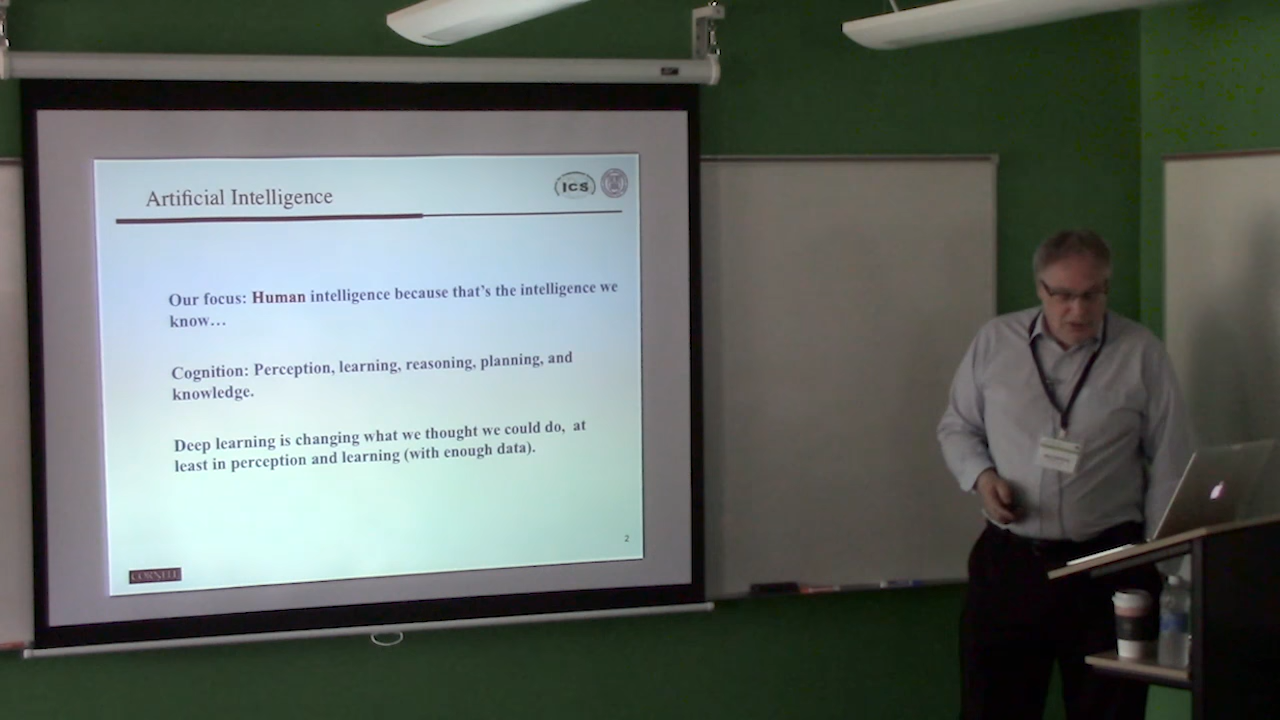 Artificial Intelligence
ICS
Our focus: Human intelligence because that's the intelligence we
know…
Cognition: Perception, learning, reasoning, planning, and
knowledge.
Deep learning is changing what we thought we could do, at
least in perception and learning (with enough data).
2
CORNELL